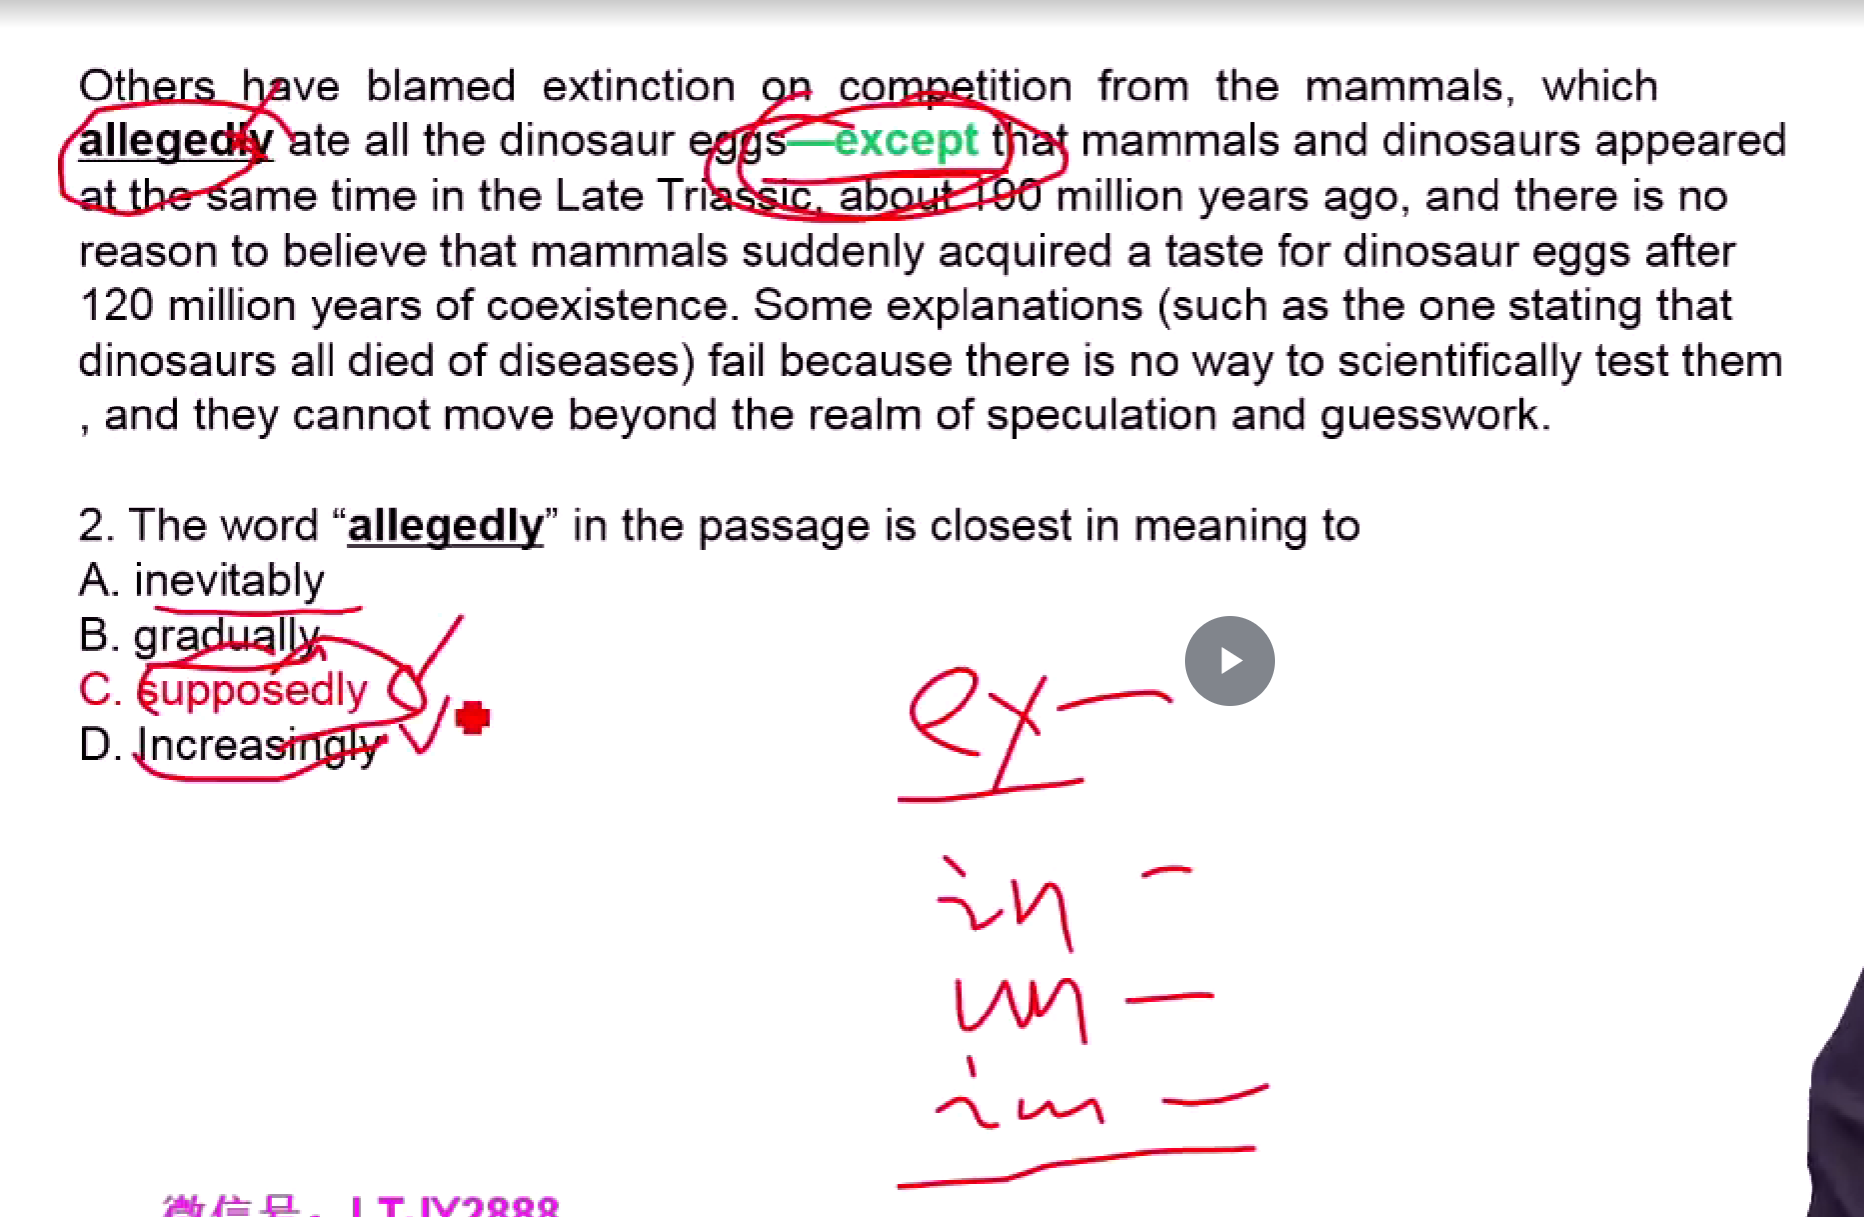 Others have blamed extinction on competition from the mammals, which
allegedly ate all the dinosaur eggs—except that mammals and dinosaurs appeared
at the same time in the Late Triassic, about 190 million years ago, and there is no
reason to believe that mammals suddenly acquired a taste for dinosaur eggs after
120 million years of coexistence. Some explanations (such as the one stating that
dinosaurs all died of diseases) fail because there is no way to scientifically test them
, and they cannot move beyond the realm of speculation and guesswork.
2. The word “allegedly” in the passage is closest in meaning to
A. inevitably
B. gradually
C. supposedly
D. Increasingly
ex—
in -
un —
im —
微信号: LTJY2888